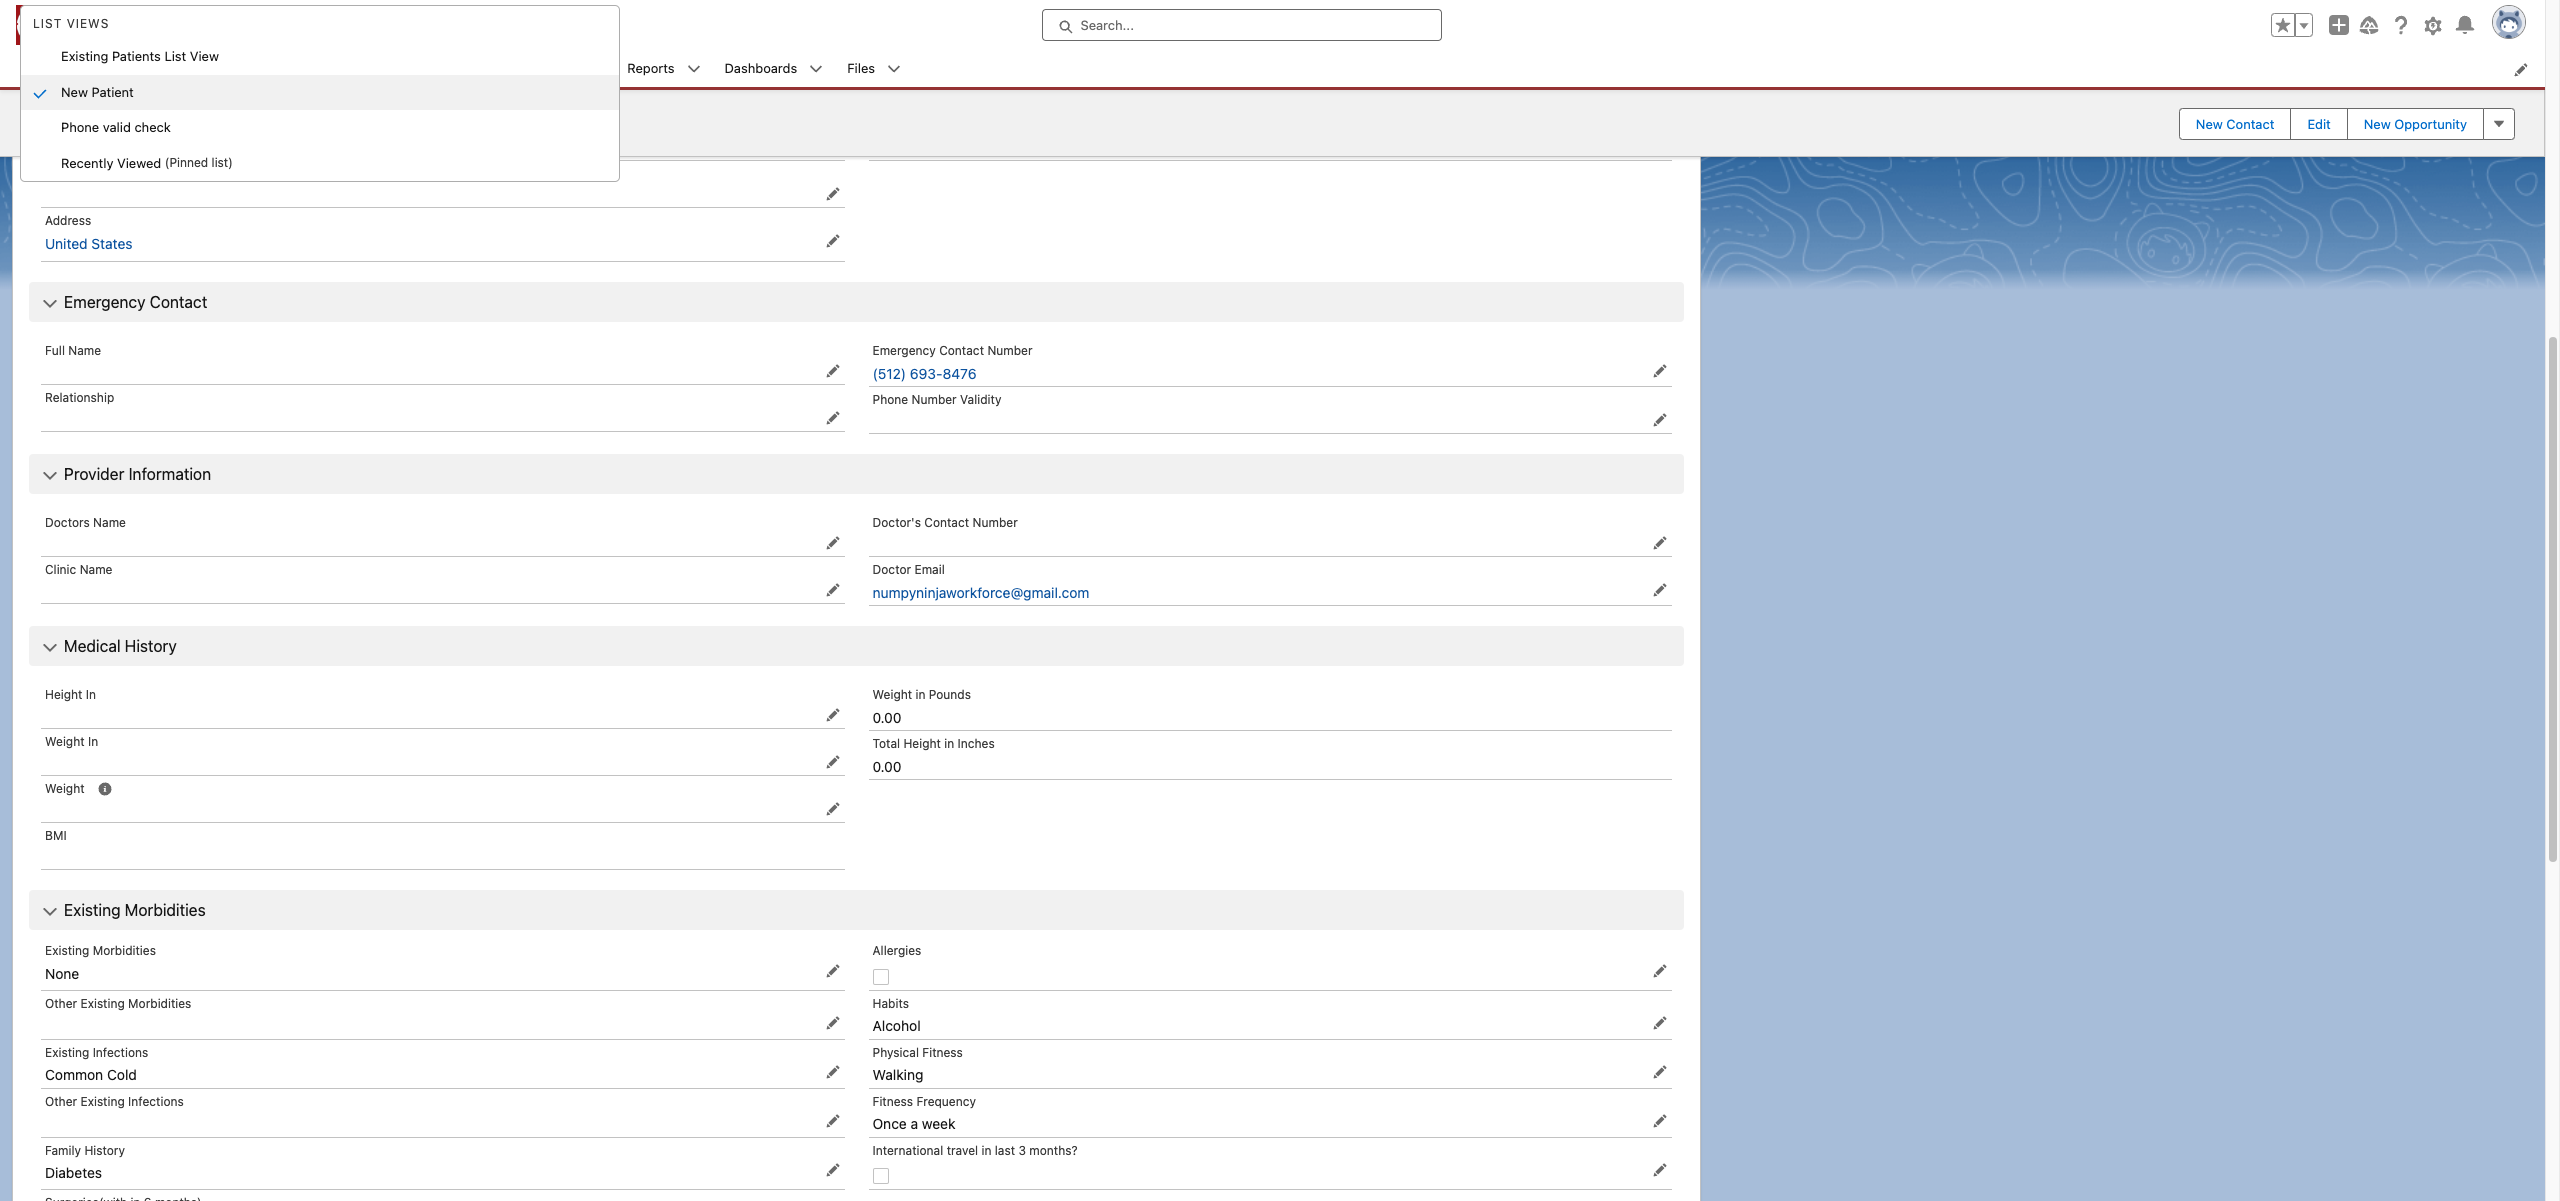 LIST VIEWS
Existing Patients List View
New Patient
Phone valid check
Recently Viewed (Pinned list)
Search...
Reports
Dashboards
Files
New Contact
Edit
New Opportunity
Address
United States
Emergency Contact
Full Name
Emergency Contact Number
(512) 693-8476
Relationship
Phone Number Validity
Provider Information
Doctors Name
Doctor's Contact Number
Clinic Name
Doctor Email
numpyninjaworkforce@gmail.com
Medical History
Height In
Weight in Pounds
0.00
Weight In
Total Height in Inches
0.00
Weight
BMI
Existing Morbidities
Existing Morbidities
None
Allergies
Other Existing Morbidities
Habits
Alcohol
Existing Infections
Common Cold
Physical Fitness
Walking
Other Existing Infections
Fitness Frequency
Once a week
Family History
Diabetes
International travel in last 3 months?